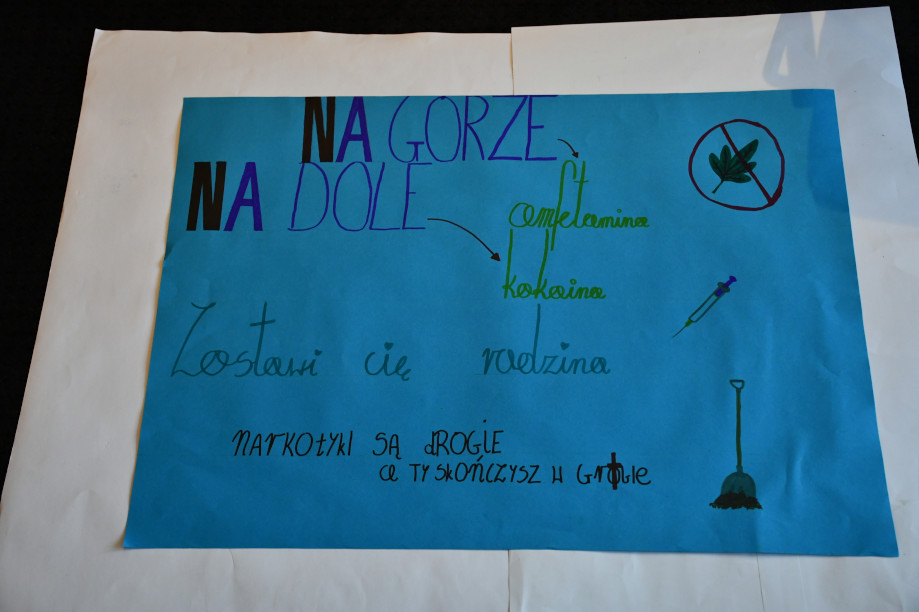 NA GORZE
NA DOLE
amfetamina
kokaina
Zostawi cię rodzina
NARKOTYKI SĄ dROGIE
a TY SKOŃCZYSZ W GrObie